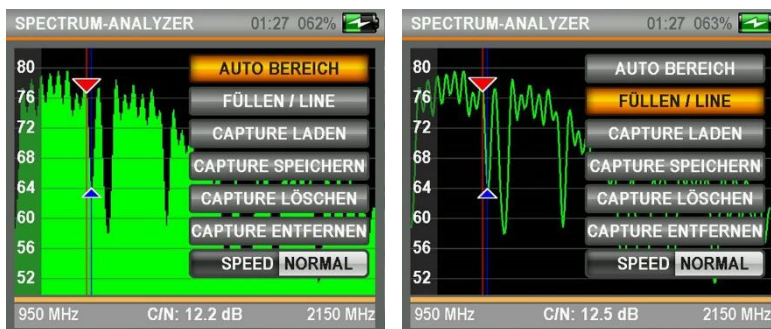 SPECTRUM-ANALYZER 01:27 062%
80
76
72
68
64
60
56
52
AUTO BEREICH
FÜLLEN / LINE
CAPTURE LADEN
CAPTURE SPEICHERN
CAPTURE LÖSCHEN
CAPTURE ENTFERNEN
SPEED NORMAL
950 MHz C/N: 12.2 dB 2150 MHz
SPECTRUM-ANALYZER 01:27 063%
80
76
72
68
64
60
56
52
AUTO BEREICH
FÜLLEN / LINE
CAPTURE LADEN
CAPTURE SPEICHERN
CAPTURE LÖSCHEN
CAPTURE ENTFERNEN
SPEED NORMAL
950 MHz C/N: 12.5 dB 2150 MHz